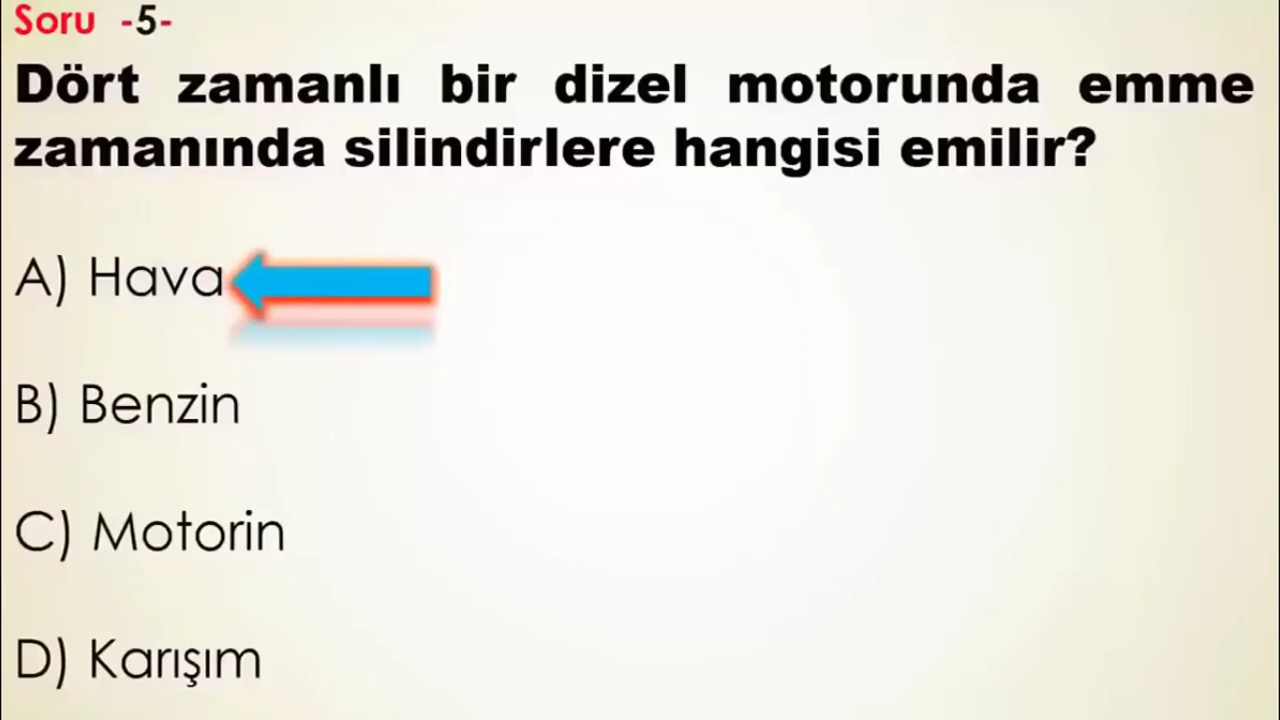 Soru -5-
Dört zamanlı bir dizel motorunda emme
zamanında silindirlere hangisi emilir?
A) Hava
B) Benzin
C) Motorin
D) Karışım